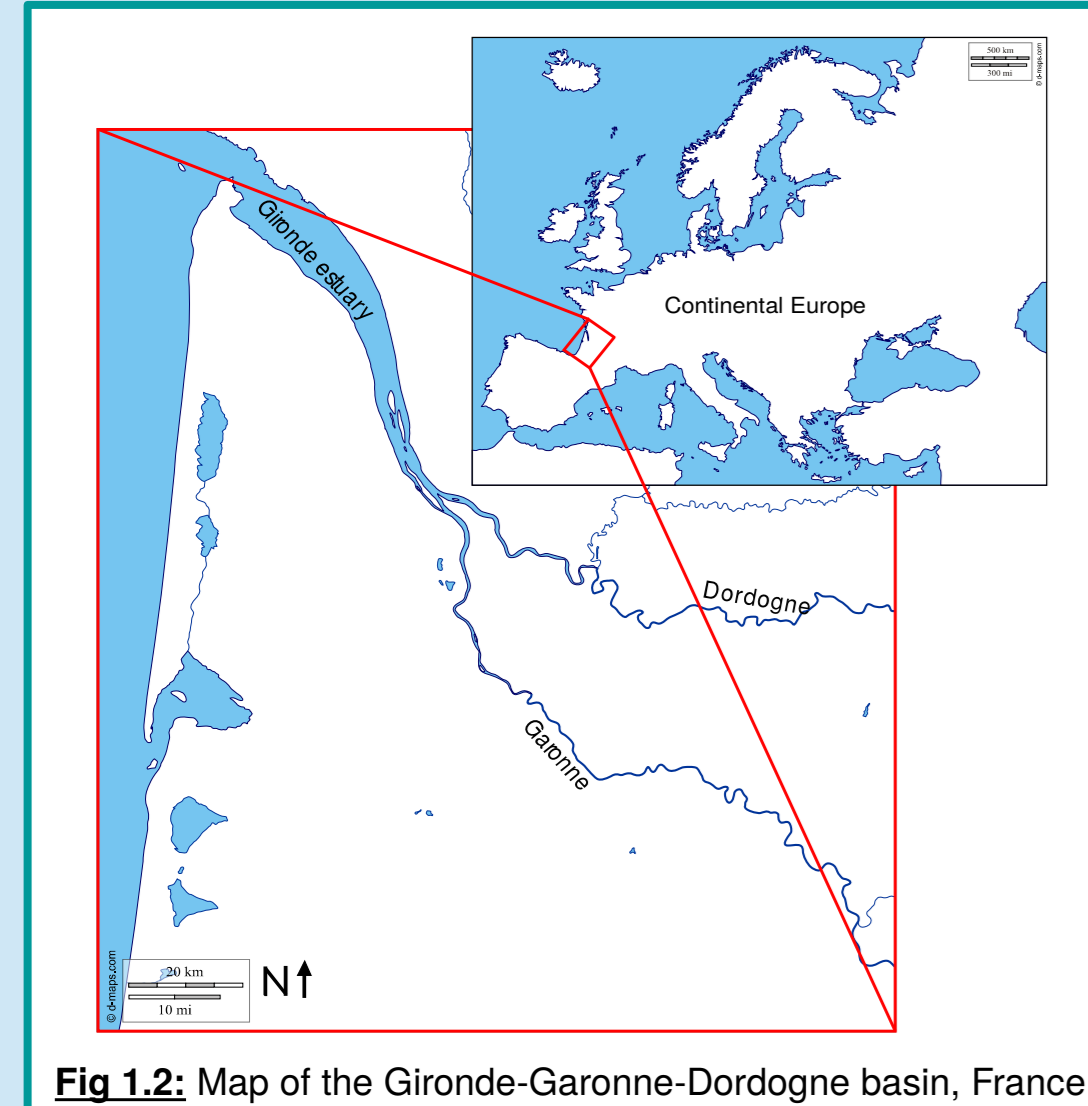 500 km
300 mi
© d-maps.com
Gironde estuary
Continental Europe
Dordogne
Garonne
© d-maps.com
20 km
10 mi
N
Fig 1.2: Map of the Gironde-Garonne-Dordogne basin, France